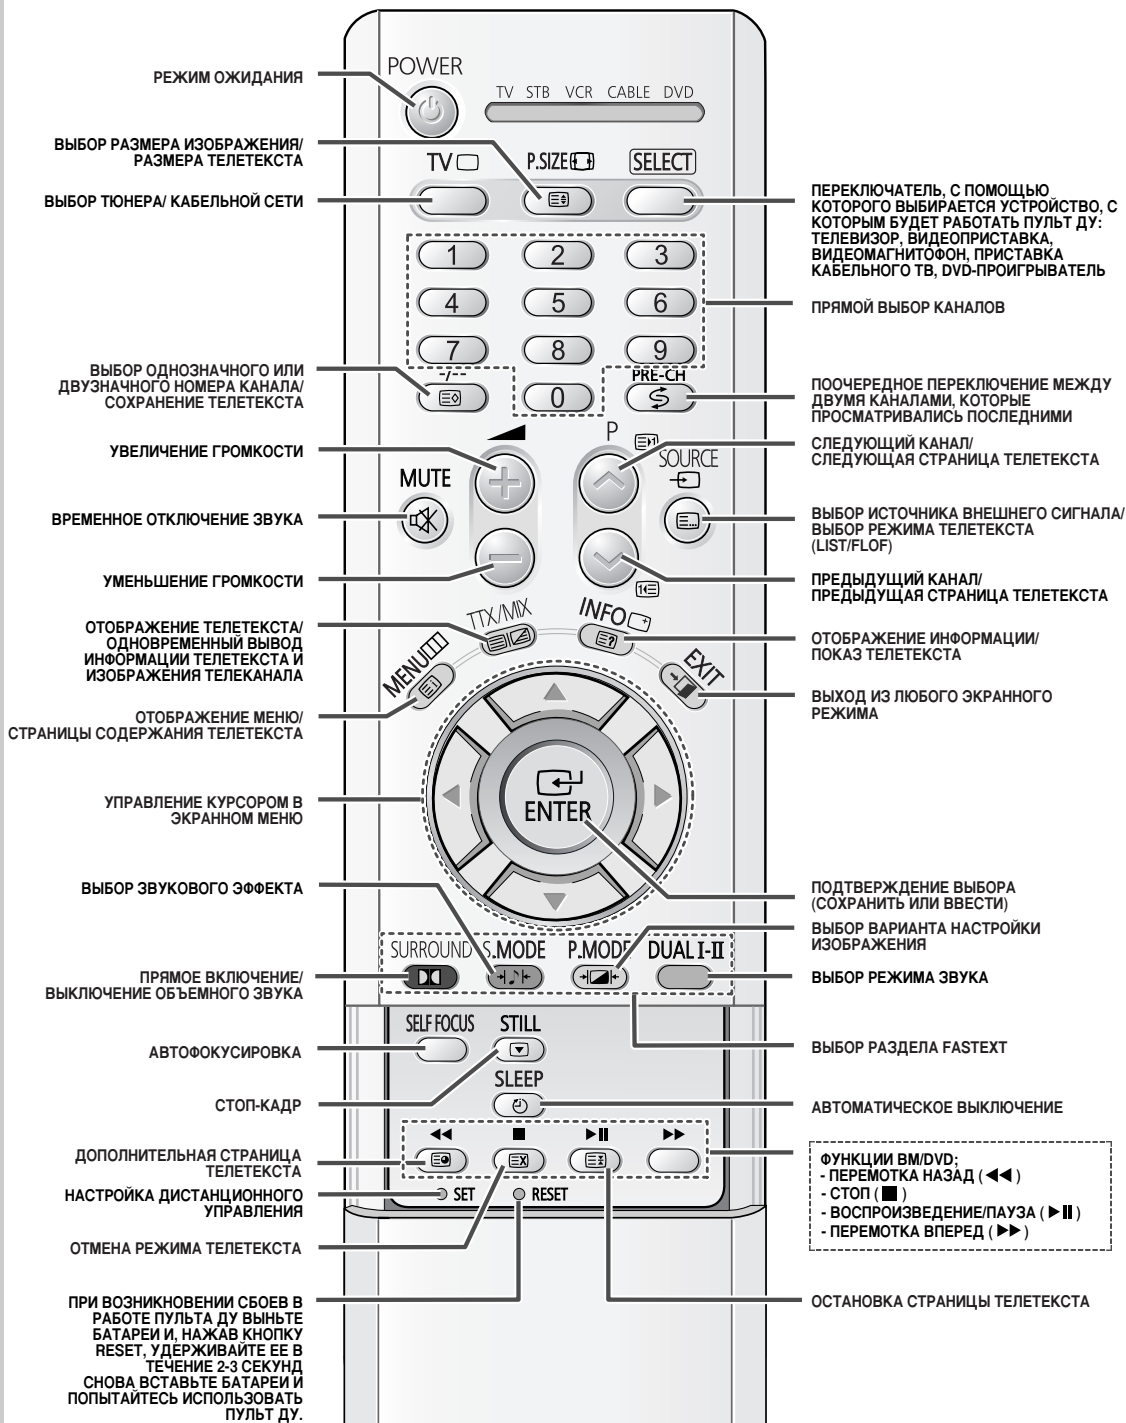 POWER
РЕЖИМ ОЖИДАНИЯ
TV STB VCR CABLE DVD
ВЫБОР РАЗМЕРА ИЗОБРАЖЕНИЯ/
РАЗМЕРА ТЕЛЕТЕКСТА
TV
P.SIZE
SELECT
ВЫБОР ТЮНЕРА/ КАБЕЛЬНОЙ СЕТИ
ПЕРЕКЛЮЧАТЕЛЬ, С ПОМОЩЬЮ
КОТОРОГО ВЫБИРАЕТСЯ УСТРОЙСТВО, С
КОТОРЫМ БУДЕТ РАБОТАТЬ ПУЛЬТ ДУ:
ТЕЛЕВИЗОР, ВИДЕОПРИСТАВКА,
ВИДЕОМАГНИТОФОН, ПРИСТАВКА
КАБЕЛЬНОГО ТВ, DVD-ПРОИГРЫВАТЕЛЬ
1 2 3
4 5 6
ПРЯМОЙ ВЫБОР КАНАЛОВ
7 8 9
-/--
0
PRE-CH
ВЫБОР ОДНОЗНАЧНОГО ИЛИ
ДВУЗНАЧНОГО НОМЕРА КАНАЛА/
СОХРАНЕНИЕ ТЕЛЕТЕКСТА
ПООЧЕРЕДНОЕ ПЕРЕКЛЮЧЕНИЕ МЕЖДУ
ДВУМЯ КАНАЛАМИ, КОТОРЫЕ
ПРОСМАТРИВАЛИСЬ ПОСЛЕДНИМИ
P
УВЕЛИЧЕНИЕ ГРОМКОСТИ
СЛЕДУЮЩИЙ КАНАЛ/
СЛЕДУЮЩАЯ СТРАНИЦА ТЕЛЕТЕКСТА
MUTE
SOURCE
ВРЕМЕННОЕ ОТКЛЮЧЕНИЕ ЗВУКА
ВЫБОР ИСТОЧНИКА ВНЕШНЕГО СИГНАЛА/
ВЫБОР РЕЖИМА ТЕЛЕТЕКСТА
(LIST/FLOF)
УМЕНЬШЕНИЕ ГРОМКОСТИ
ПРЕДЫДУЩИЙ КАНАЛ/
ПРЕДЫДУЩАЯ СТРАНИЦА ТЕЛЕТЕКСТА
TTX/MIX
INFO
ОТОБРАЖЕНИЕ ТЕЛЕТЕКСТА/
ОДНОВРЕМЕННЫЙ ВЫВОД
ИНФОРМАЦИИ ТЕЛЕТЕКСТА И
ИЗОБРАЖЕНИЯ ТЕЛЕКАНАЛА
ОТОБРАЖЕНИЕ ИНФОРМАЦИИ/
ПОКАЗ ТЕЛЕТЕКСТА
MENU
EXIT
ВЫХОД ИЗ ЛЮБОГО ЭКРАННОГО
РЕЖИМА
ОТОБРАЖЕНИЕ МЕНЮ/
СТРАНИЦЫ СОДЕРЖАНИЯ ТЕЛЕТЕКСТА
УПРАВЛЕНИЕ КУРСОРОМ В
ЭКРАННОМ МЕНЮ
ENTER
ВЫБОР ЗВУКОВОГО ЭФФЕКТА
ПОДТВЕРЖДЕНИЕ ВЫБОРА
(СОХРАНИТЬ ИЛИ ВВЕСТИ)
ВЫБОР ВАРИАНТА НАСТРОЙКИ
ИЗОБРАЖЕНИЯ
SURROUND S.MODE P.MODE DUAL I-II
ПРЯМОЕ ВКЛЮЧЕНИЕ/
ВЫКЛЮЧЕНИЕ ОБЪЕМНОГО ЗВУКА
ВЫБОР РЕЖИМА ЗВУКА
SELF FOCUS
STILL
АВТОФОКУСИРОВКА
ВЫБОР РАЗДЕЛА FASTEXT
SLEEP
СТОП-КАДР
АВТОМАТИЧЕСКОЕ ВЫКЛЮЧЕНИЕ
ДОПОЛНИТЕЛЬНАЯ СТРАНИЦА
ТЕЛЕТЕКСТА
ФУНКЦИИ ВМ/DVD;
- ПЕРЕМОТКА НАЗАД (◀◀)
- СТОП (■)
- ВОСПРОИЗВЕДЕНИЕ/ПАУЗА (▶❚❚)
- ПЕРЕМОТКА ВПЕРЕД (▶▶)
НАСТРОЙКА ДИСТАНЦИОННОГО
УПРАВЛЕНИЯ
SET
RESET
ОТМЕНА РЕЖИМА ТЕЛЕТЕКСТА
ОСТАНОВКА СТРАНИЦЫ ТЕЛЕТЕКСТА
ПРИ ВОЗНИКНОВЕНИИ СБОЕВ В
РАБОТЕ ПУЛЬТА ДУ ВЫНЬТЕ
БАТАРЕИ И, НАЖАВ КНОПКУ
RESET, УДЕРЖИВАЙТЕ ЕЕ В
ТЕЧЕНИЕ 2-3 СЕКУНД
СНОВА ВСТАВЬТЕ БАТАРЕИ И
ПОПЫТАЙТЕСЬ ИСПОЛЬЗОВАТЬ
ПУЛЬТ ДУ.